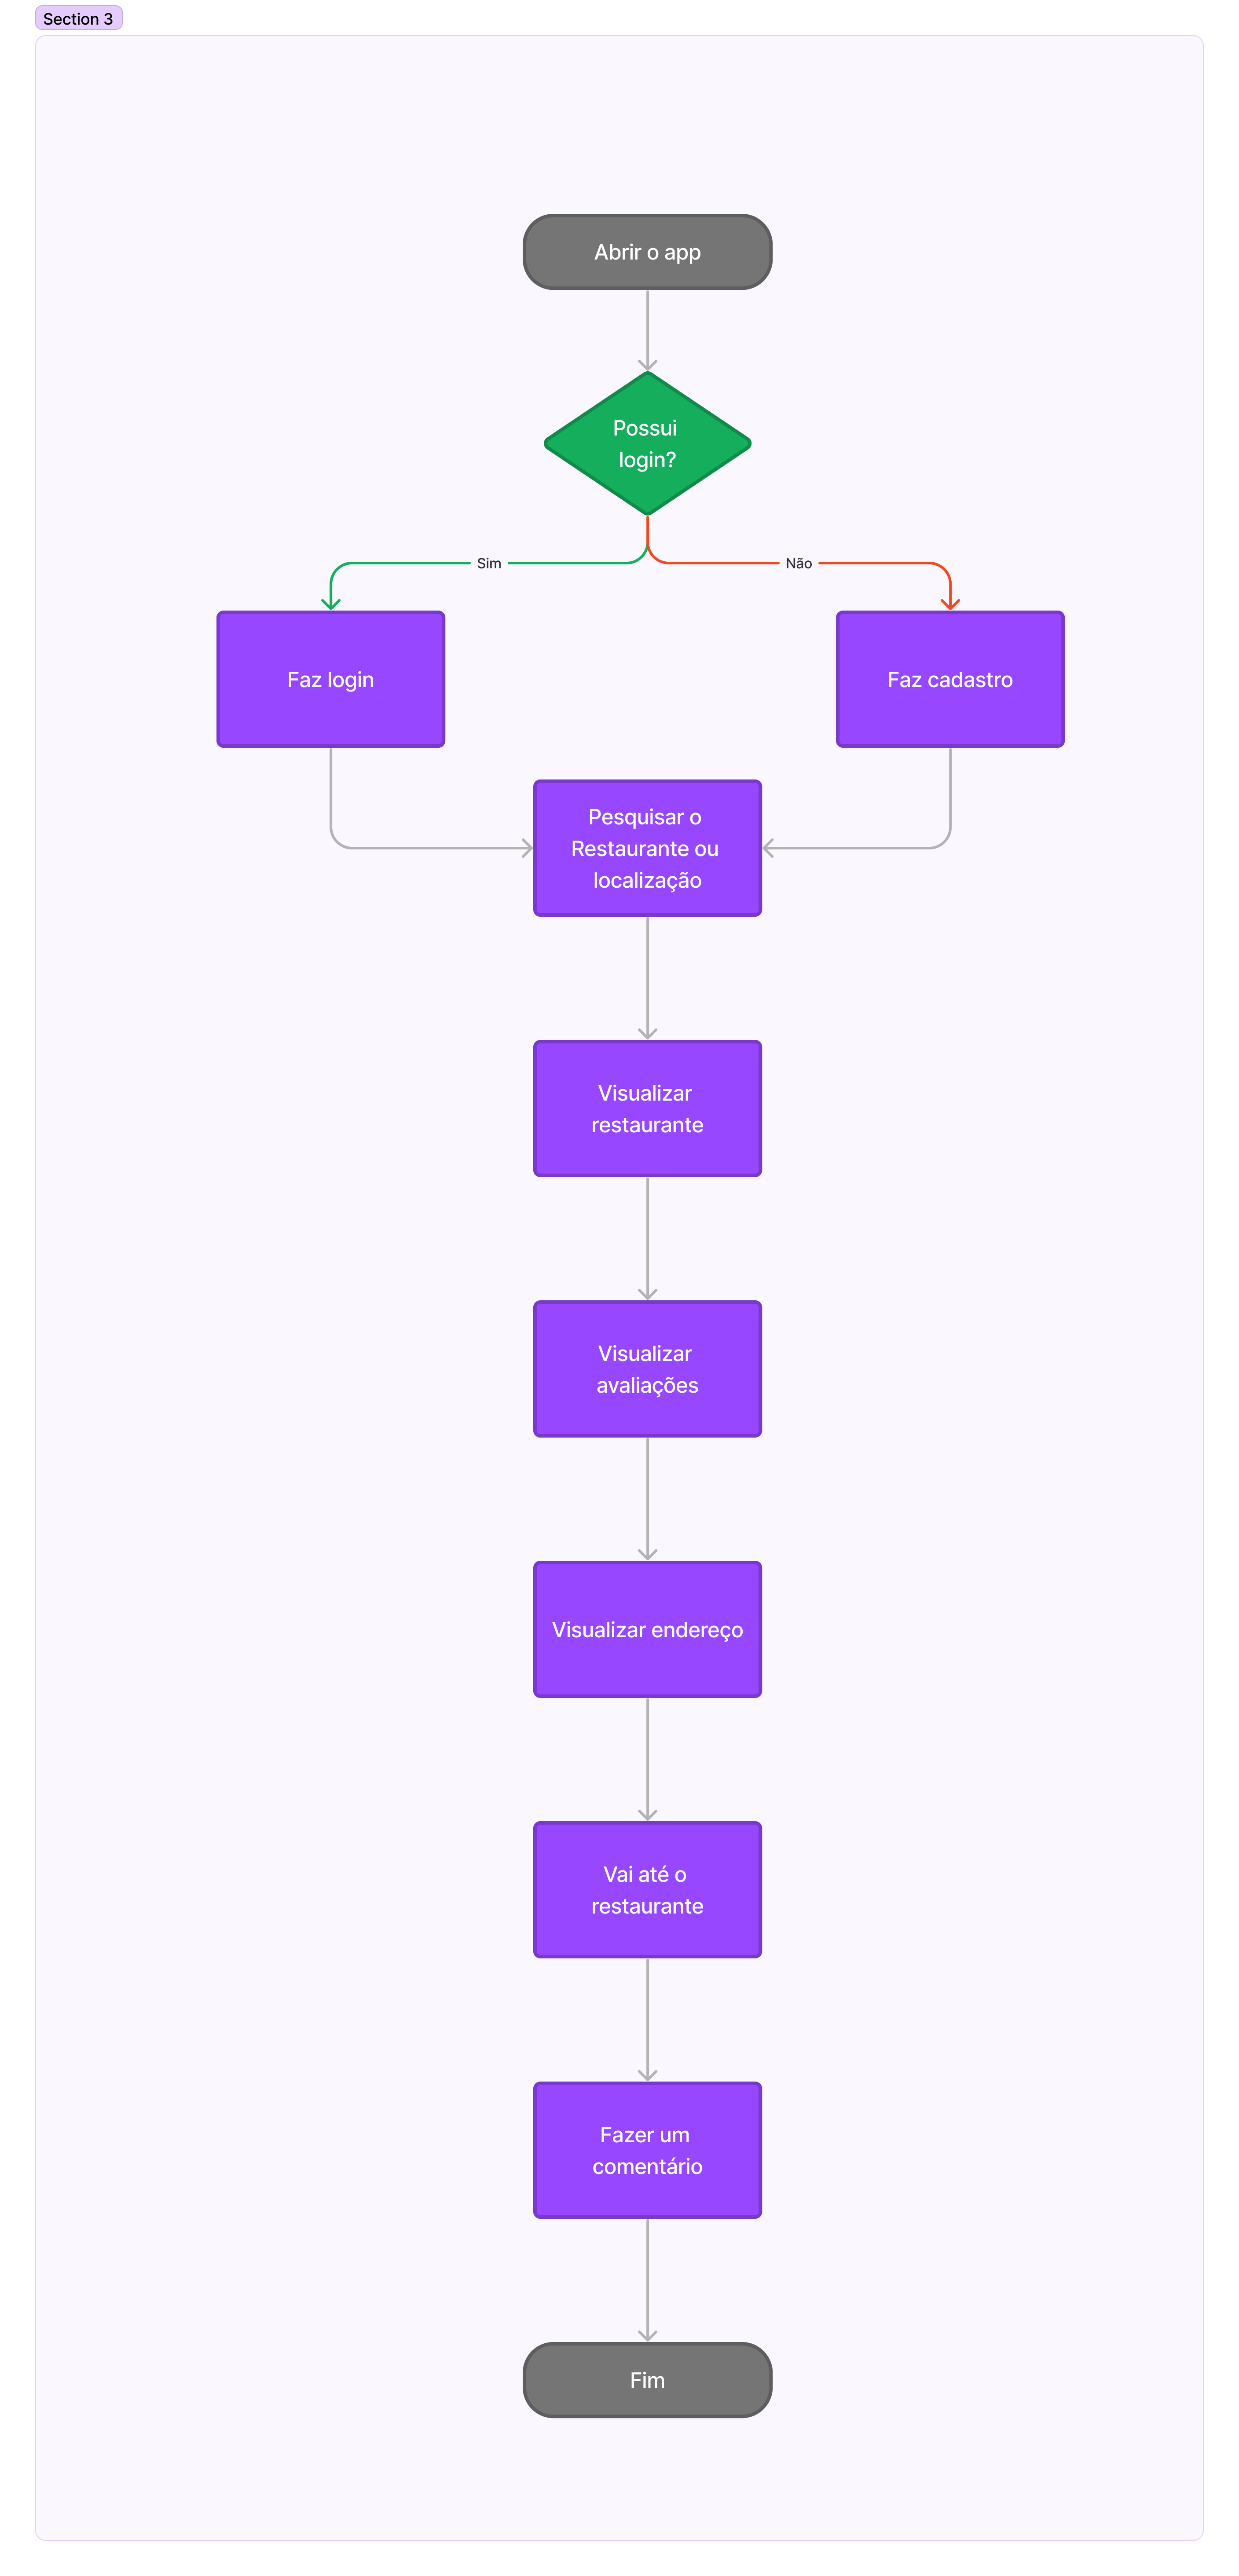 Section 3
Abrir o app
Possui
login?
Sim
Não
Faz login
Faz cadastro
Pesquisar o
Restaurante ou
localização
Visualizar
restaurante
Visualizar
avaliações
Visualizar endereço
Vai até o
restaurante
Fazer um
comentário
Fim